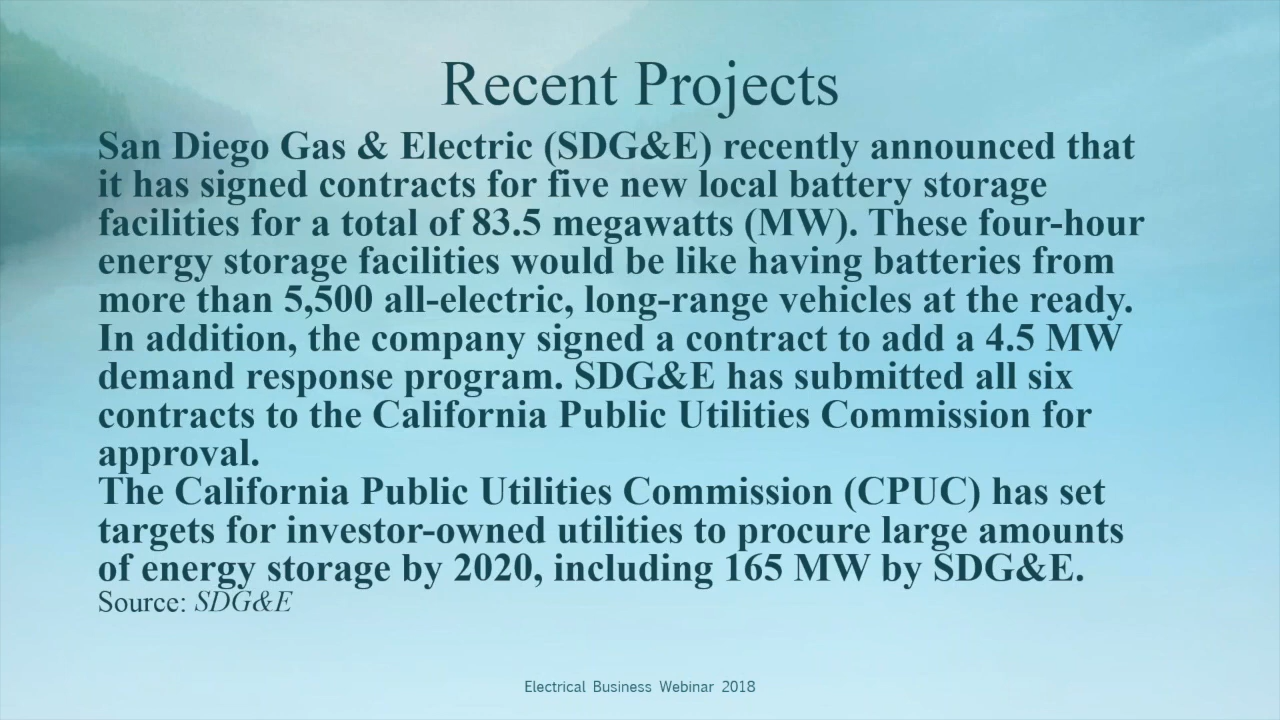 Recent Projects
San Diego Gas & Electric (SDG&E) recently announced that
it has signed contracts for five new local battery storage
facilities for a total of 83.5 megawatts (MW). These four-hour
energy storage facilities would be like having batteries from
more than 5,500 all-electric, long-range vehicles at the ready.
In addition, the company signed a contract to add a 4.5 MW
demand response program. SDG&E has submitted all six
contracts to the California Public Utilities Commission for
approval.
The California Public Utilities Commission (CPUC) has set
targets for investor-owned utilities to procure large amounts
of energy storage by 2020, including 165 MW by SDG&E.
Source: SDG&E
Electrical Business Webinar 2018